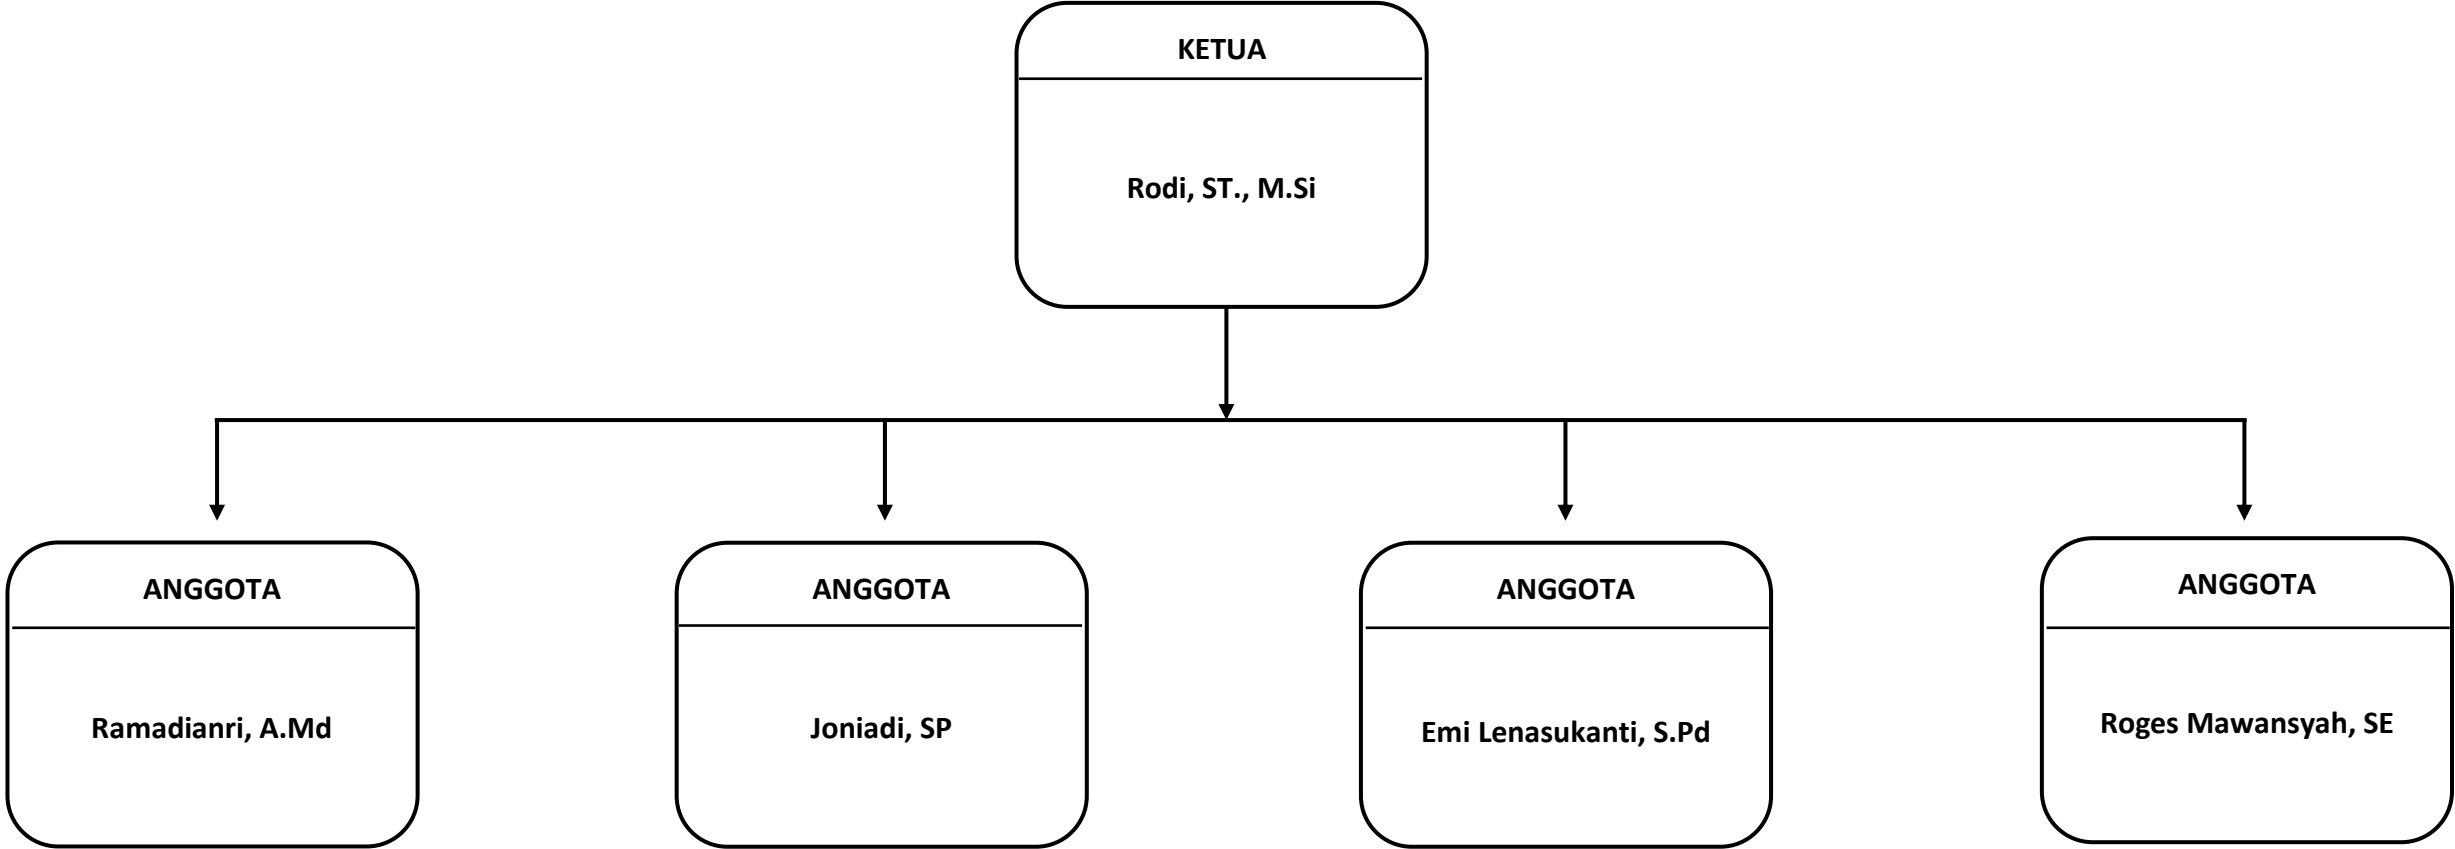 KETUA
Rodi, ST., M.Si
ANGGOTA
Ramadianri, A.Md
ANGGOTA
Joniadi, SP
ANGGOTA
Emi Lenasukanti, S.Pd
ANGGOTA
Roges Mawansyah, SE